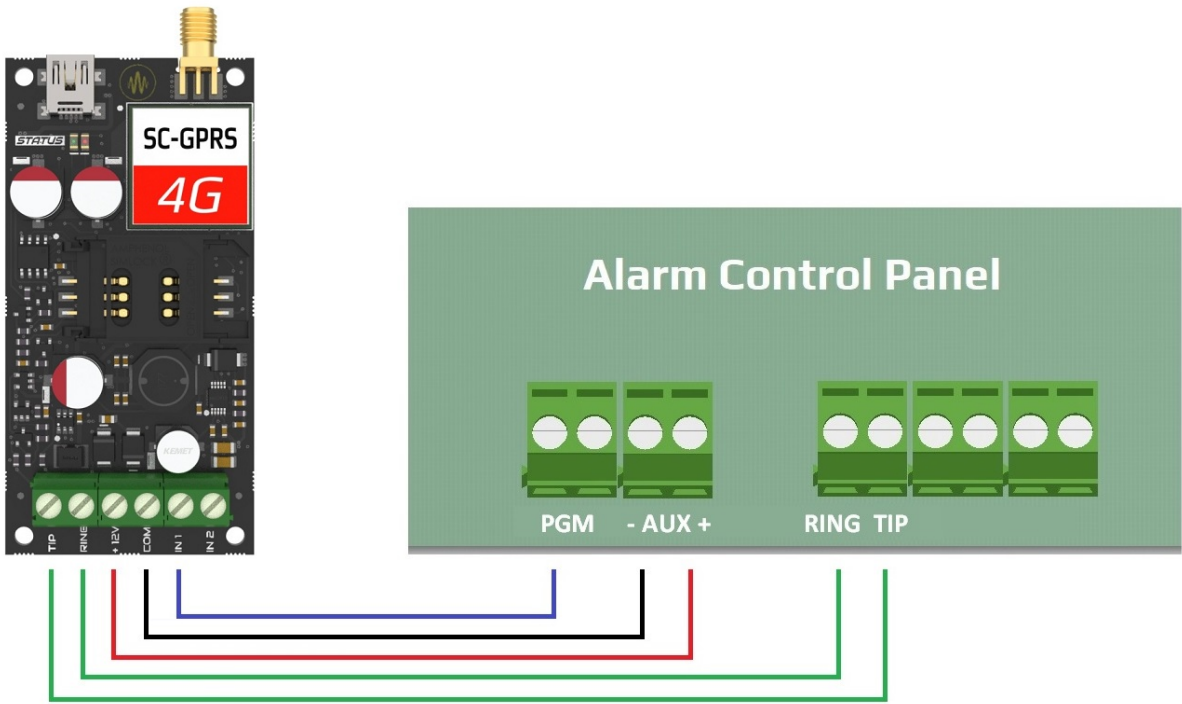 STATUS
SC-GPRS
4G
KEMET
TIP
RING
+ 12V
COM
IN 1
IN 2
Alarm Control Panel
PGM - AUX + RING TIP